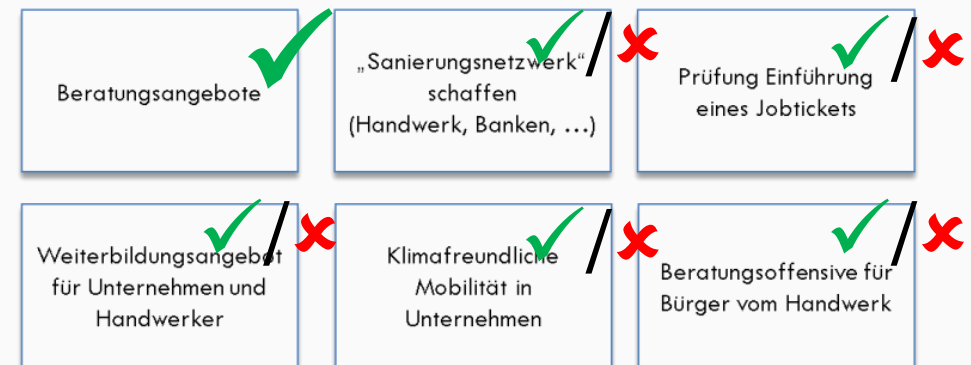 Beratungsangebote
„Sanierungsnetzwerk“
schaffen
(Handwerk, Banken, ...)
Prüfung Einführung
eines Jobtickets
Weiterbildungsangebot
für Unternehmen und
Handwerker
Klimafreundliche
Mobilität in
Unternehmen
Beratungsoffensive für
Bürger vom Handwerk